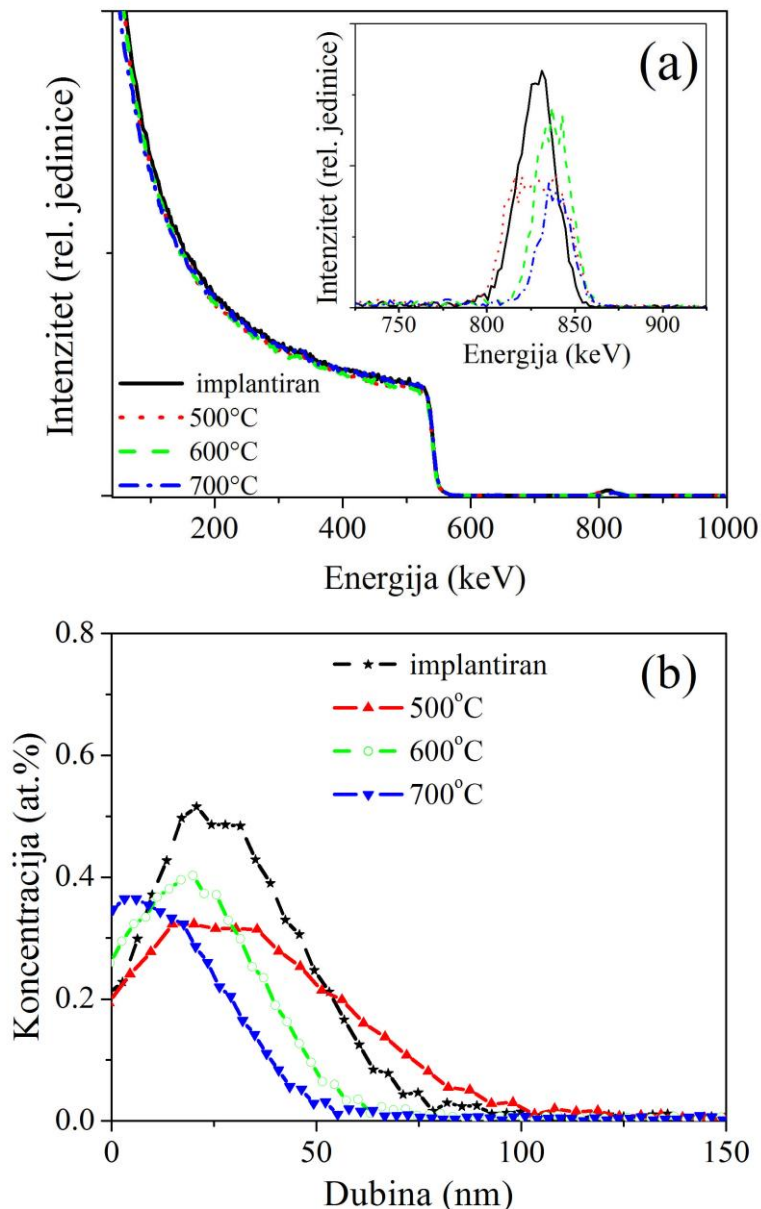 (a)
Intenzitet (rel. jedinice)
Intenzitet (rel. jedinice)
750 800 850 900
Energija (keV)
implantiran
500°C
600°C
700°C
200 400 600 800 1000
Energija (keV)
(b)
0.8
0.6
0.4
0.2
0.0
Koncentracija (at.%)
implantiran
500°C
600°C
700°C
0 50 100 150
Dubina (nm)